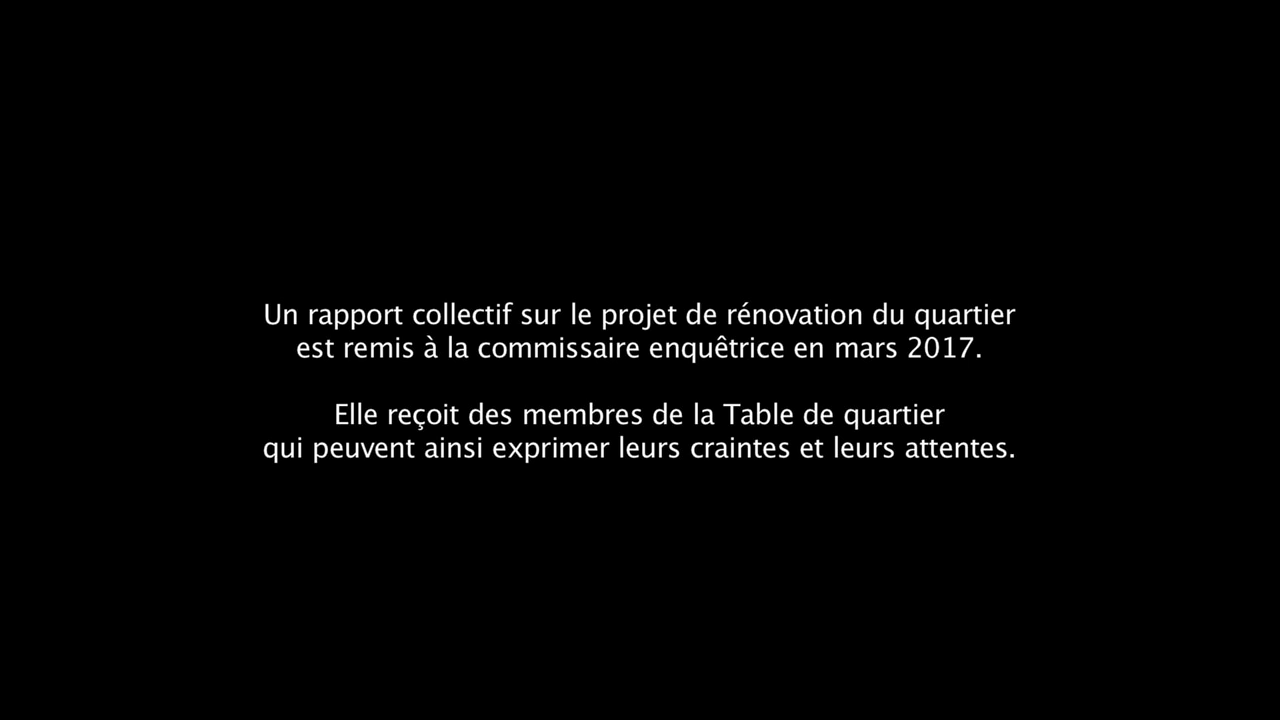 Un rapport collectif sur le projet de rénovation du quartier
est remis à la commissaire enquêtrice en mars 2017.
Elle reçoit des membres de la Table de quartier
qui peuvent ainsi exprimer leurs craintes et leurs attentes.